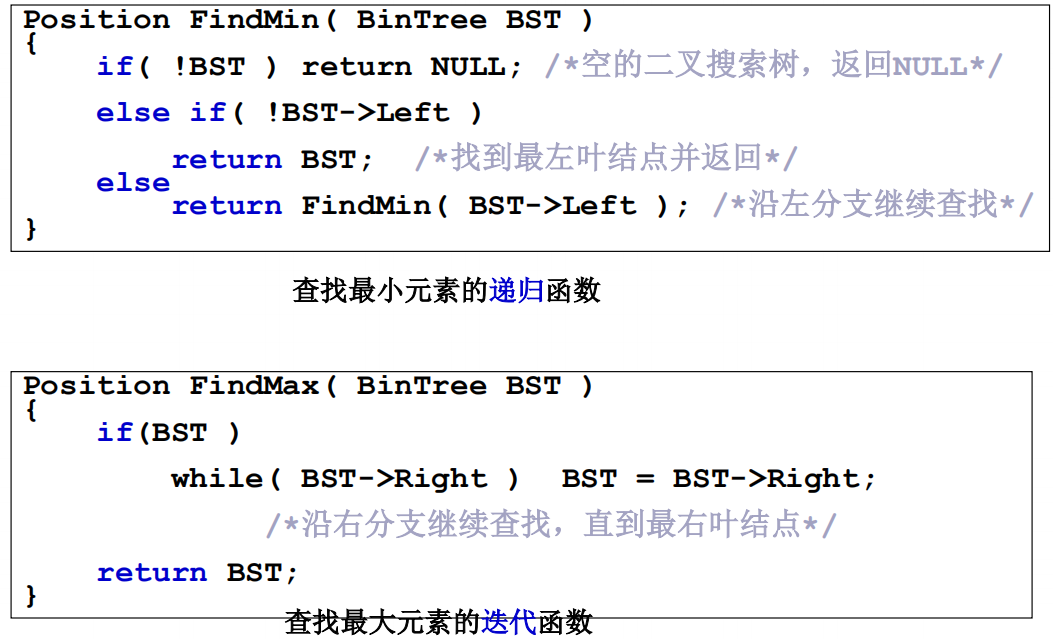 Position FindMin( BinTree BST )
{
if( !BST ) return NULL; /*空的二叉搜索树，返回NULL*/
else if( !BST->Left )
return BST; /*找到最左叶结点并返回*/
else
return FindMin( BST->Left ); /*沿左分支继续查找*/
}
查找最小元素的递归函数
Position FindMax( BinTree BST )
{
if(BST )
while( BST->Right ) BST = BST->Right;
/*沿右分支继续查找，直到最右叶结点*/
return BST;
}
查找最大元素的迭代函数